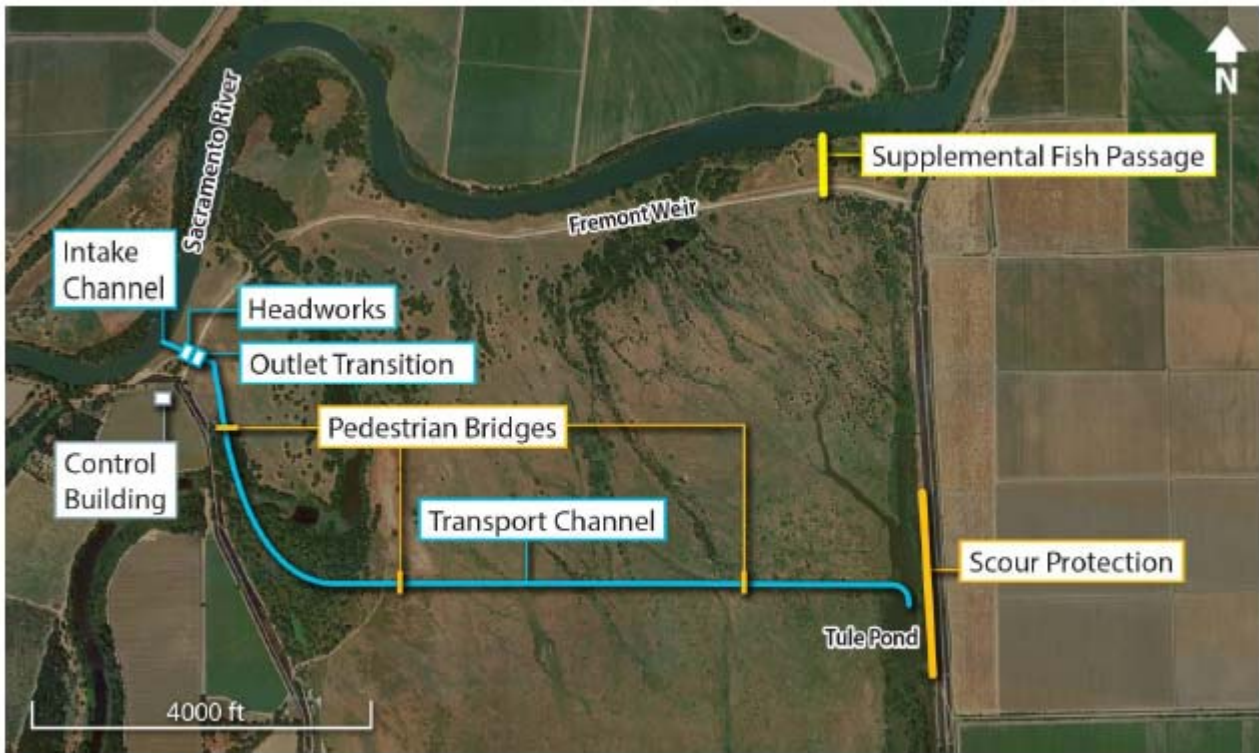 N
Sacramento River
Supplemental Fish Passage
Fremont Weir
Intake
Channel
Headworks
Outlet Transition
Pedestrian Bridges
Control
Building
Transport Channel
Scour Protection
Tule Pond
4000 ft